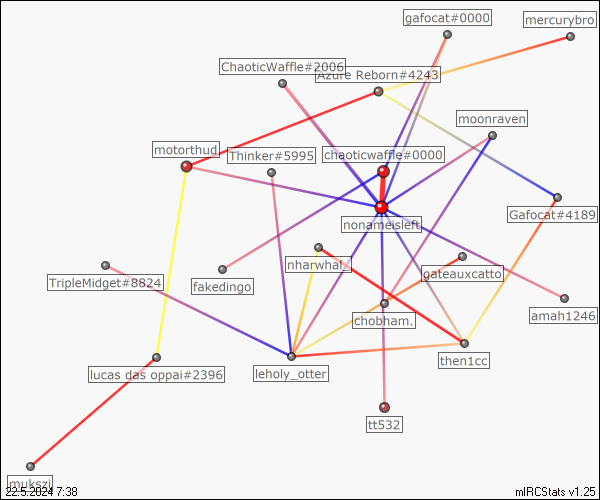 gafocat#0000
mercurybro
ChaoticWaffle#2006
Azure Reborn#4243
moonraven
motorthud
Thinker#5995
chaoticwaffle#0000
Gafocat#4189
nonameisleft
nharwhal_
gateauxcatto
TripleMidget#8824
fakedingo
amah1246
chobham.
then1cc
lucas das oppai#2396
leholy_otter
tt532
mukszi
22.5.2024 7:38
mIRCStats v1.25